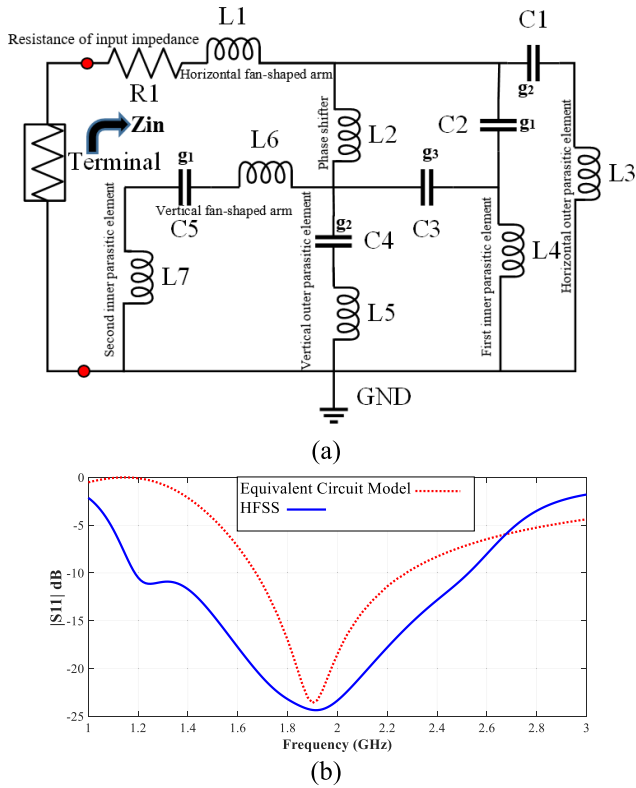 L1
C1
Resistance of input impedance
Horizontal fan-shaped arm
R1
g2
Zin
Terminal
Phase shifter
L2
C2
g1
L3
Horizontal outer parasitic element
g1
L6
g3
Vertical fan-shaped arm
C5
C3
Second inner parasitic element
L7
Vertical outer parasitic element
g2
C4
L5
First inner parasitic element
L4
GND
(a)
Equivalent Circuit Model
HFSS
|S11| dB
0
-5
-10
-15
-20
-25
1 1.2 1.4 1.6 1.8 2 2.2 2.4 2.6 2.8 3
Frequency (GHz)
(b)